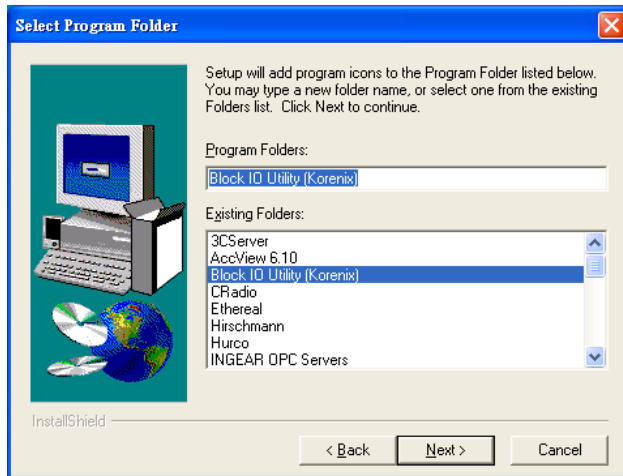 Select Program Folder
Setup will add program icons to the Program Folder listed below.
You may type a new folder name, or select one from the existing
Folders list. Click Next to continue.
Program Folders:
Block IO Utility (Korenix)
Existing Folders:
3CServer
AccView 6.10
Block IO Utility (Korenix)
CRadio
Ethereal
Hirschmann
Hurco
INGEAR OPC Servers
InstallShield
< Back
Next >
Cancel